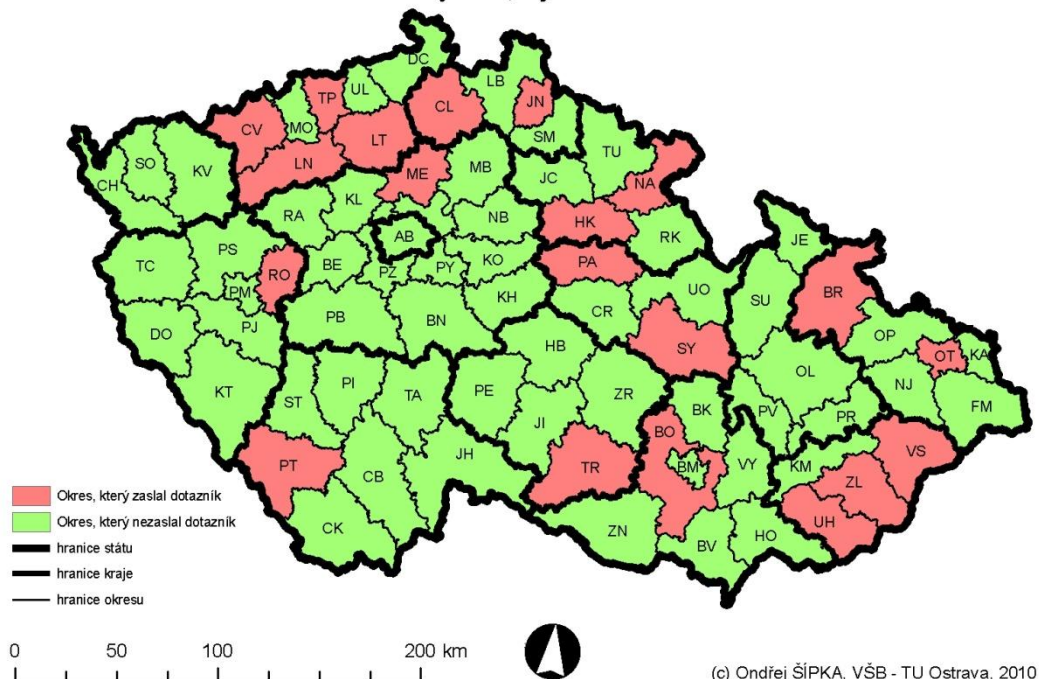 DC
LB
UL
TP
CL
JN
CV
MO
SM
LT
TU
SO
KV
LN
ME
MB
JC
NA
CH
KL
RA
NB
HK
RK
AB
JE
PS
TC
RO
BE
PZ
PY
KO
PA
PM
KH
UO
SU
BR
CR
DO
PJ
PB
BN
OP
SY
OT
KA
HB
OL
KT
ST
PI
TA
PE
ZR
NJ
FM
BK
PV
PR
JI
BO
PT
CB
JH
TR
BM
VY
KM
VS
ZL
CK
ZN
BV
HO
UH
Okres, který zaslal dotazník
Okres, který nezaslal dotazník
hranice státu
hranice kraje
hranice okresu
0 50 100 200 km
(c) Ondřej ŠÍPKA, VŠB - TU Ostrava, 2010